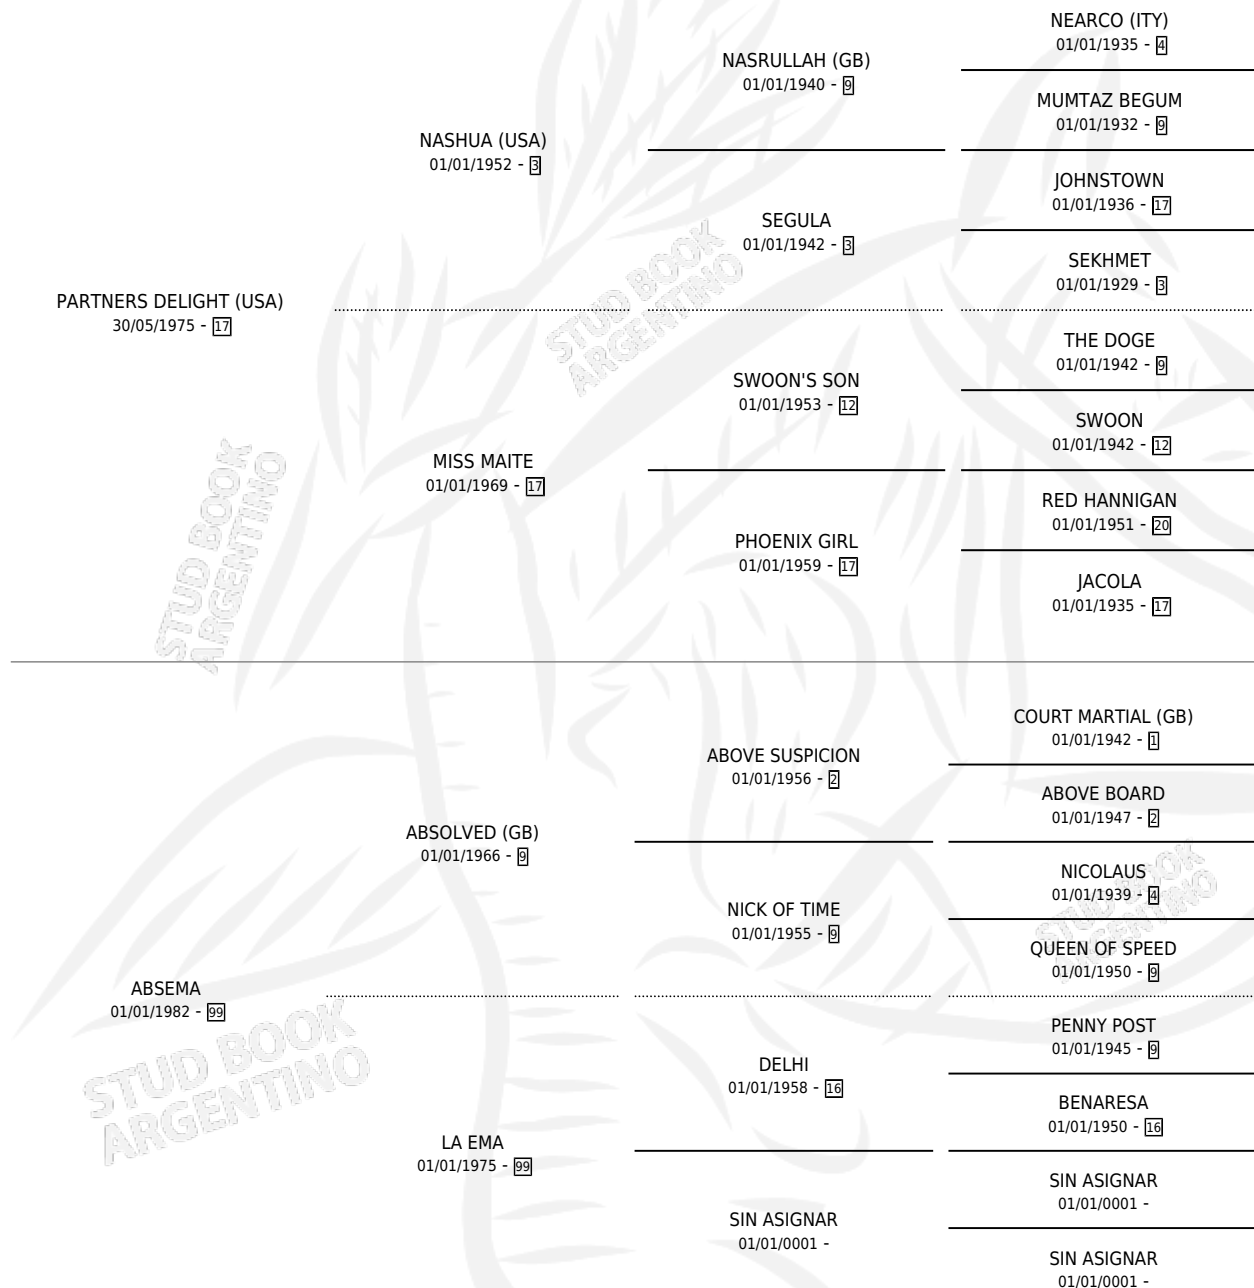 NEARCO (ITY)
01/01/1935 - 4
NASRULLAH (GB)
01/01/1940 - 9
MUMTAZ BEGUM
01/01/1932 - 9
NASHUA (USA)
01/01/1952 - 3
JOHNSTOWN
01/01/1936 - 17
SEGULA
01/01/1942 - 3
SEKHMET
01/01/1929 - 3
PARTNERS DELIGHT (USA)
30/05/1975 - 17
THE DOGE
01/01/1942 - 9
SWOON'S SON
01/01/1953 - 12
SWOON
01/01/1942 - 12
MISS MAITE
01/01/1969 - 17
RED HANNIGAN
01/01/1951 - 20
PHOENIX GIRL
01/01/1959 - 17
JACOLA
01/01/1935 - 17
COURT MARTIAL (GB)
01/01/1942 - 1
ABOVE SUSPICION
01/01/1956 - 2
ABOVE BOARD
01/01/1947 - 2
ABSOLVED (GB)
01/01/1966 - 9
NICOLAUS
01/01/1939 - 4
NICK OF TIME
01/01/1955 - 9
QUEEN OF SPEED
01/01/1950 - 9
ABSEMA
01/01/1982 - 99
PENNY POST
01/01/1945 - 9
DELHI
01/01/1958 - 16
BENARESA
01/01/1950 - 16
LA EMA
01/01/1975 - 99
SIN ASIGNAR
01/01/0001 -
SIN ASIGNAR
01/01/0001 -
SIN ASIGNAR
01/01/0001 -
STUD BOOK
ARGENTINO
STUD BOOK
ARGENTINO
STUD BOOK
ARGENTINO
STUD BOOK
ARGENTINO